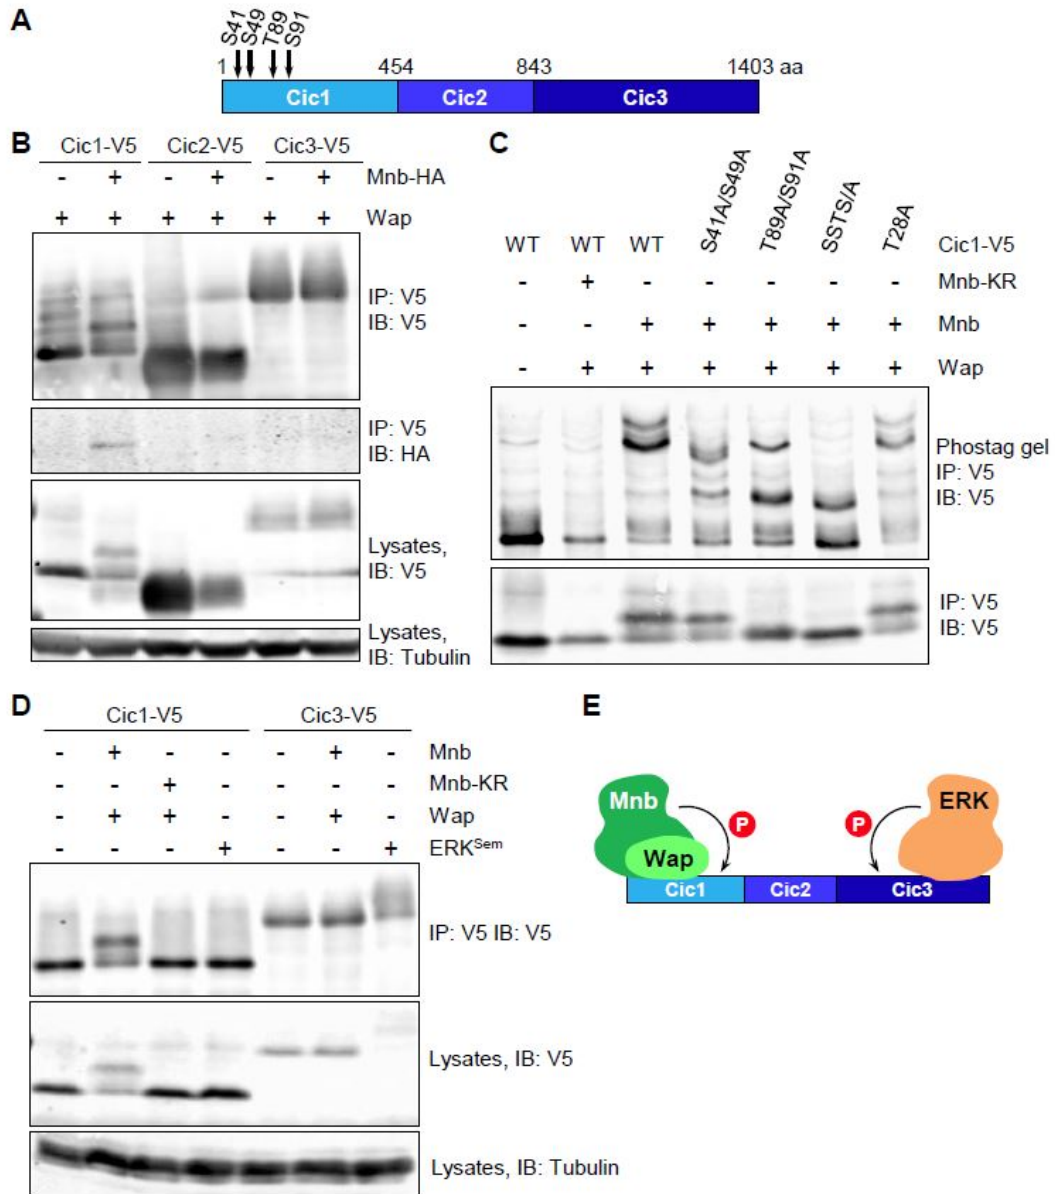 A
S41 S49 T89 S91
1 454 843 1403 aa
Cic1 Cic2 Cic3
B
Cic1-V5 Cic2-V5 Cic3-V5
- + - + - + Mnb-HA
+ + + + + + Wap
IP: V5
IB: V5
IP: V5
IB: HA
Lysates,
IB: V5
Lysates,
IB: Tubulin
C
WT WT WT S41A/S49A T89A/S91A SSTS/A T28A Cic1-V5
- + - - - - - Mnb-KR
- - + + + + + Mnb
- + + + + + + Wap
Phostag gel
IP: V5
IB: V5
IP: V5
IB: V5
D
Cic1-V5 Cic3-V5
- + - - - + - Mnb
- - + - - - - Mnb-KR
- + + - - + - Wap
- - - + - - + ERKSem
IP: V5 IB: V5
Lysates, IB: V5
Lysates, IB: Tubulin
E
Mnb P P ERK
Wap
Cic1 Cic2 Cic3